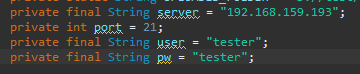 private final String server = "192.168.159.193";
private int port = 21;
private final String user = "tester";
private final String pw = "tester";